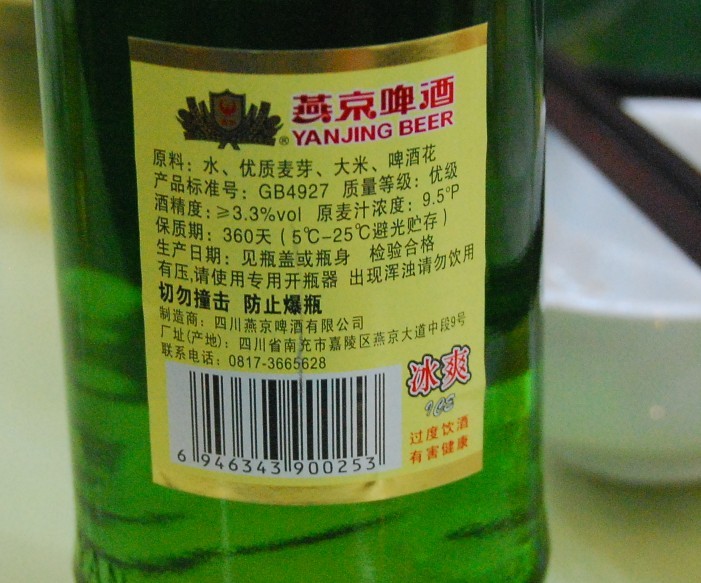 燕京啤酒
®
YANJING BEER
原料：水、优质麦芽、大米、啤酒花
产品标准号：GB4927 质量等级：优级
酒精度：≥3.3%vol 原麦汁浓度：9.5°P
保质期：360天（5℃-25℃避光贮存）
生产日期：见瓶盖或瓶身 检验合格
有压,请使用专用开瓶器 出现浑浊请勿饮用
切勿撞击 防止爆瓶
制造商：四川燕京啤酒有限公司
厂址(产地)：四川省南充市嘉陵区燕京大道中段9号
联系电话：0817-3665628
冰爽
ICE
过度饮酒
有害健康
6 946343 900253